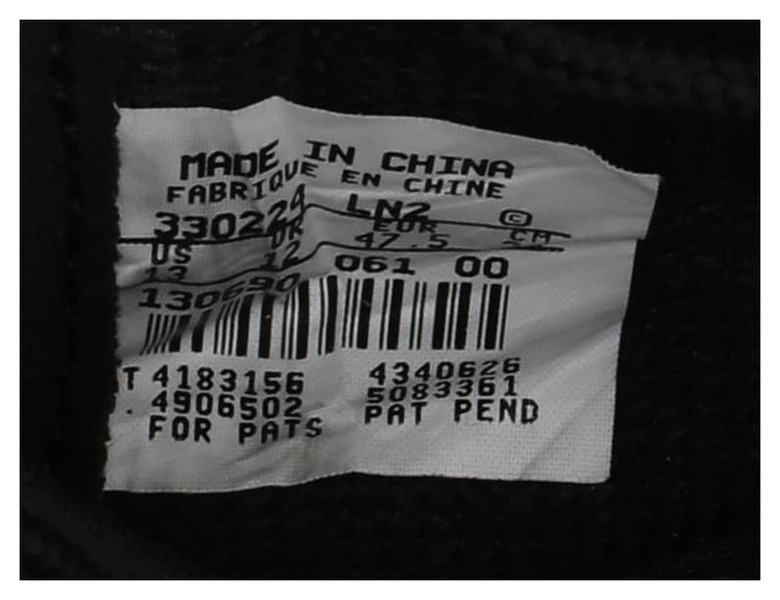 MADE IN CHINA
FABRIQUE EN CHINE
330224 LN2 ©
US UK EUR CM
13 12 47.5
130690 061 00
T 4183156 4340626
. 4906502 5083361
FOR PATS PAT PEND